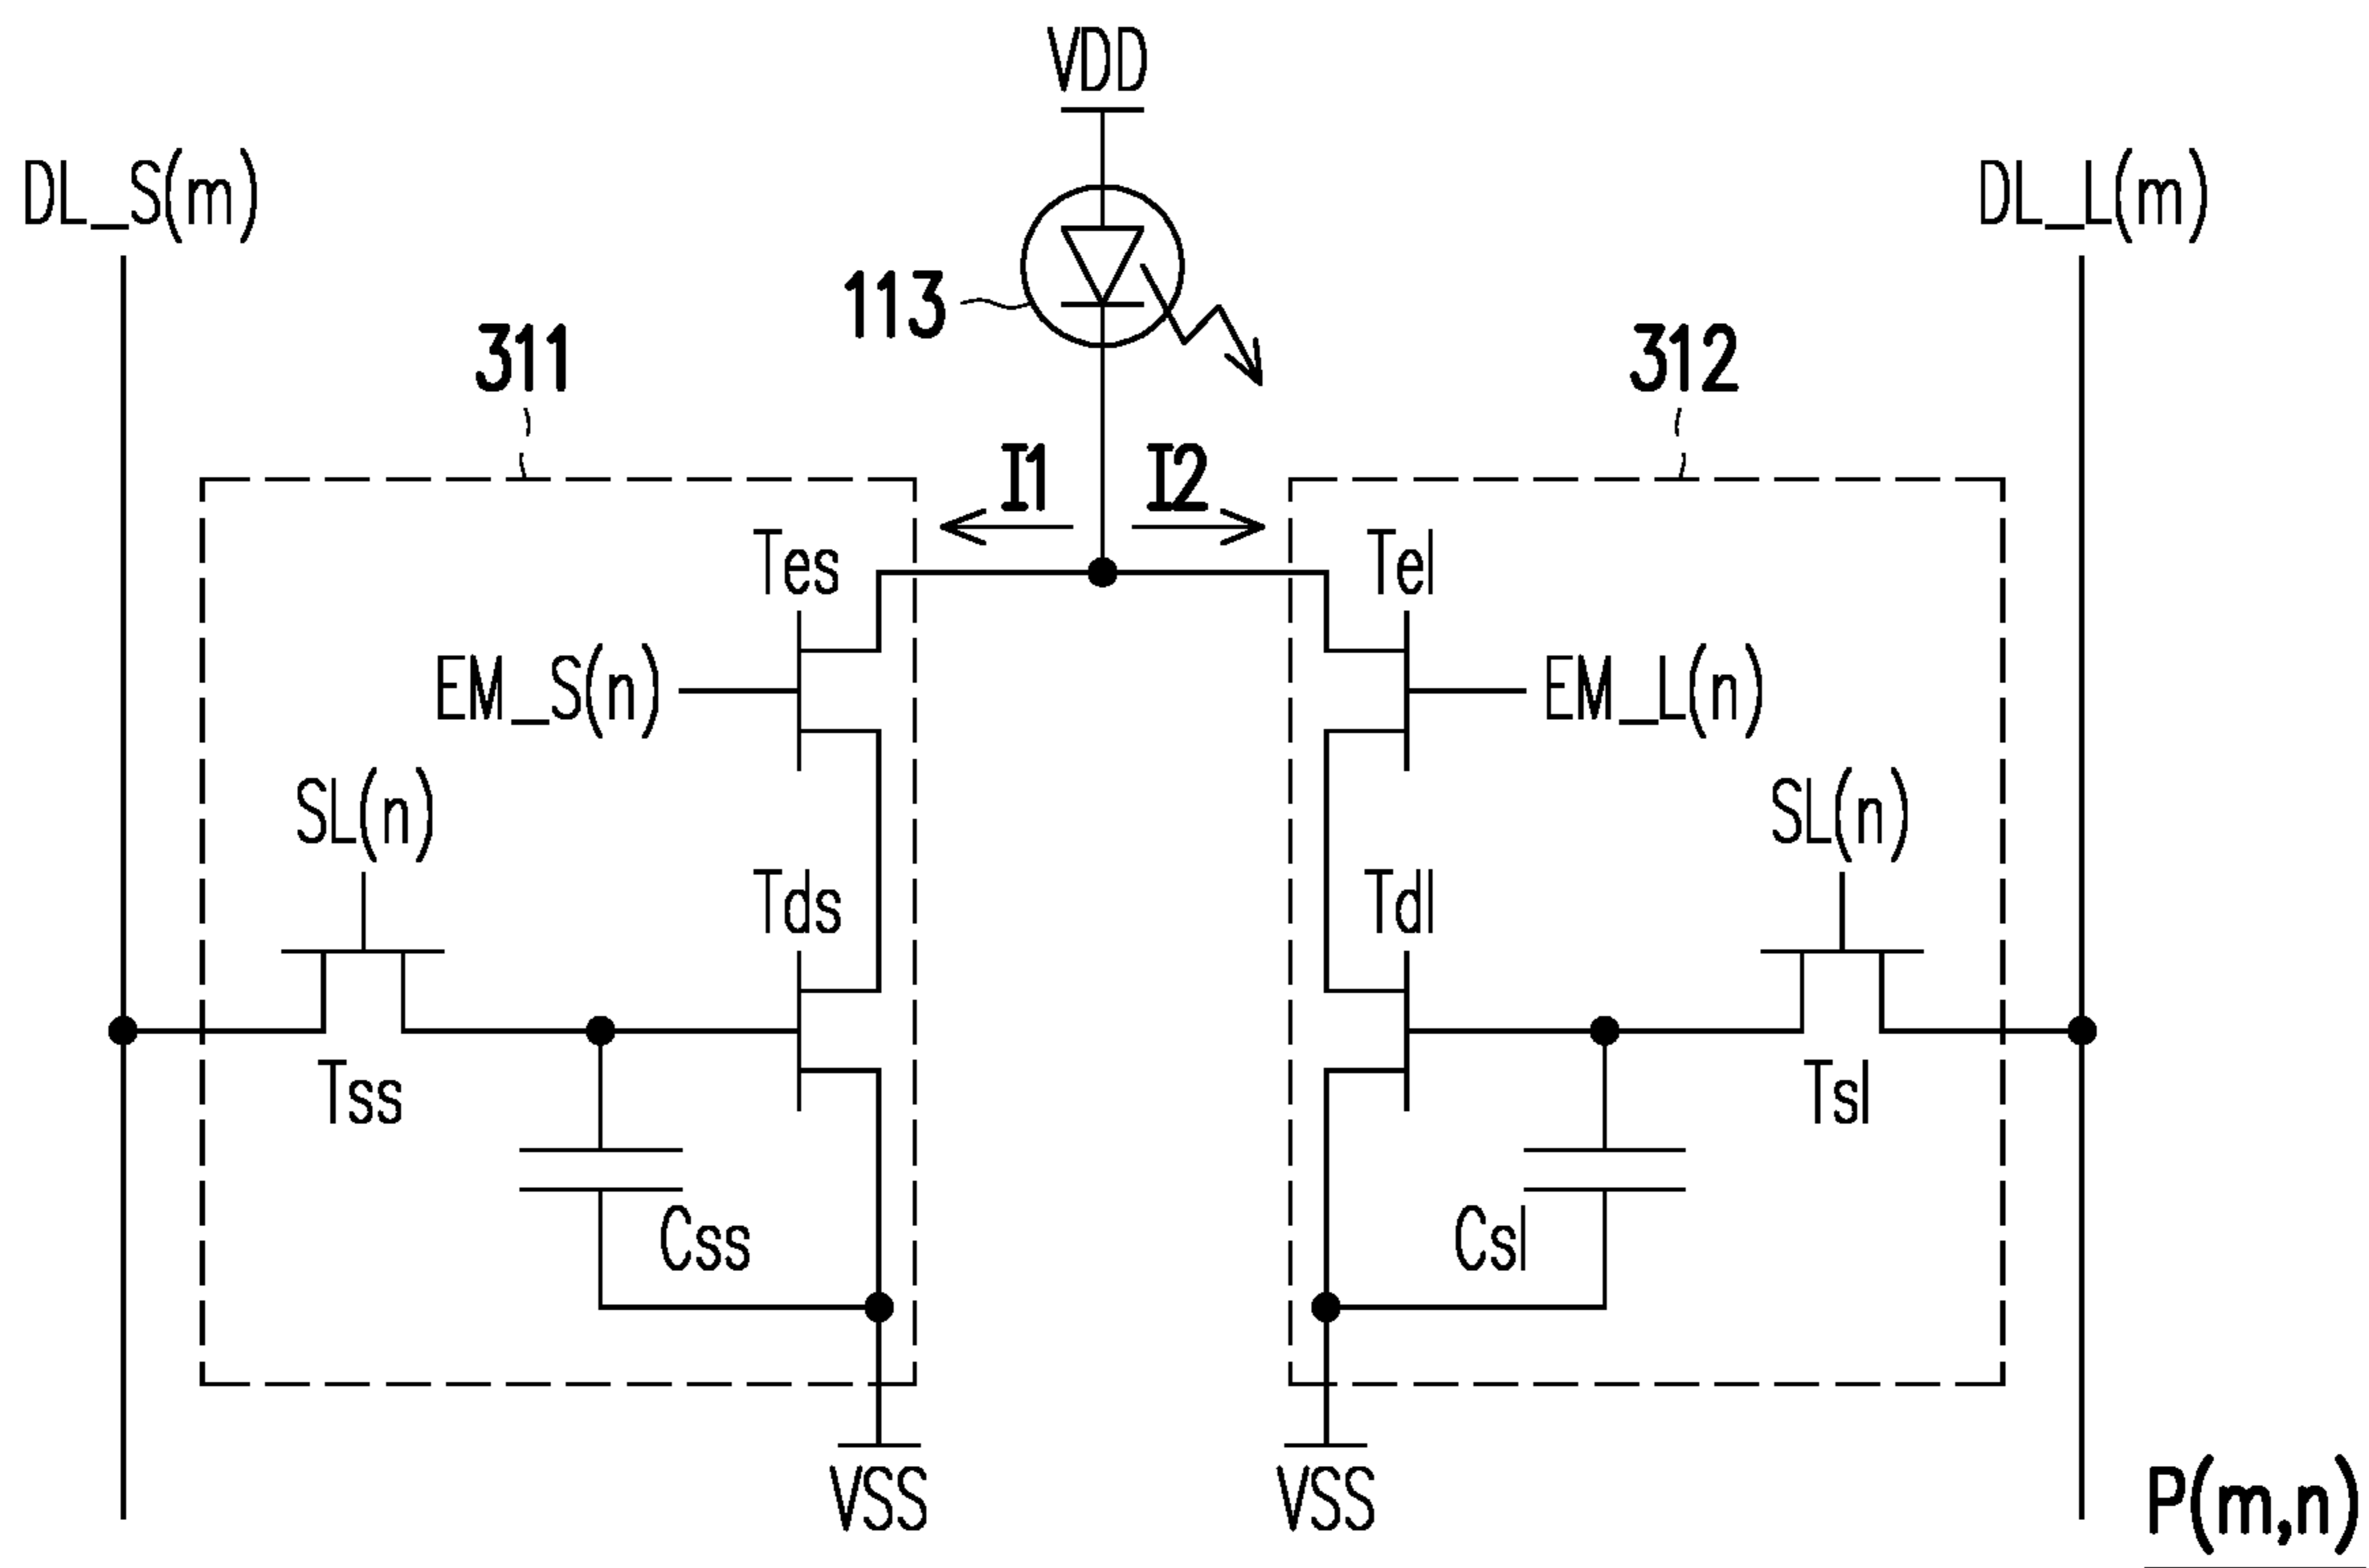 VDD
DL_S(m)
DL_L(m)
113
311
312
I1
I2
Tes
Tel
EM_S(n)
EM_L(n)
SL(n)
SL(n)
Tds
Tdl
Tss
Tsl
Css
Csl
VSS
VSS
P(m,n)